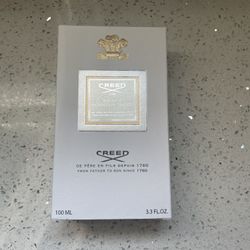 CREED
CREED
DE PÈRE EN FILS DEPUIS 1760
FROM FATHER TO SON SINCE 1760
100 ML 3.3 FL.OZ.